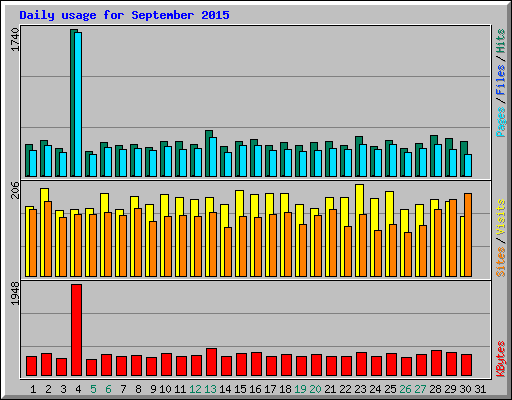 Daily usage for September 2015
1740
Pages / Files / Hits
206
Sites / Visits
1948
KBytes
1 2 3 4 5 6 7 8 9 10 11 12 13 14 15 16 17 18 19 20 21 22 23 24 25 26 27 28 29 30 31